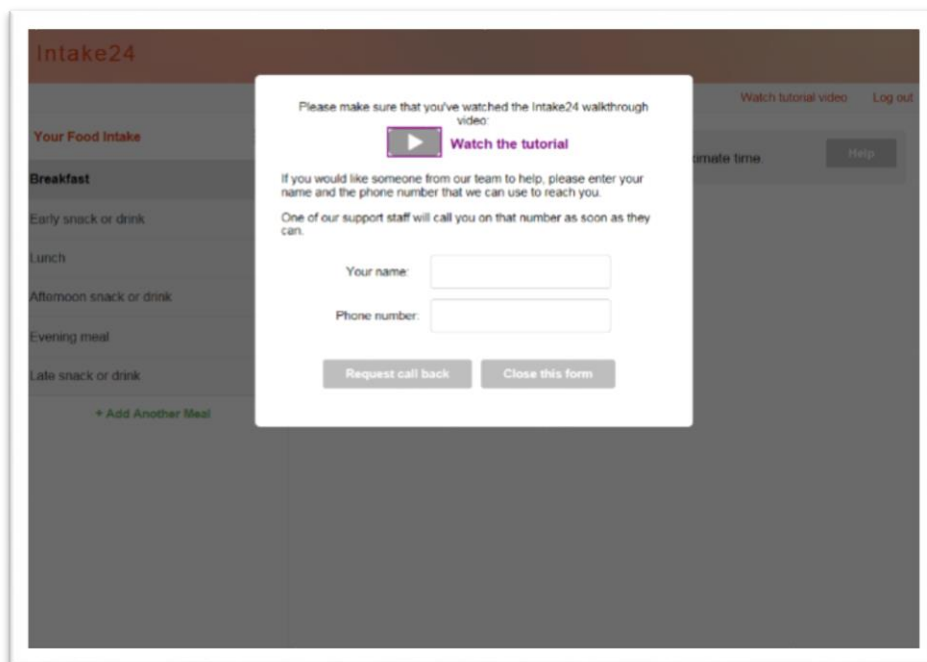 Intake24
Watch tutorial video Log out
Your Food Intake
Breakfast
Early snack or drink
Lunch
Afternoon snack or drink
Evening meal
Late snack or drink
+ Add Another Meal
time.
Help
Please make sure that you've watched the Intake24 walkthrough
video:
Watch the tutorial
If you would like someone from our team to help, please enter your
name and the phone number that we can use to reach you.
One of our support staff will call you on that number as soon as they
can.
Your name:
Phone number:
Request call back Close this form